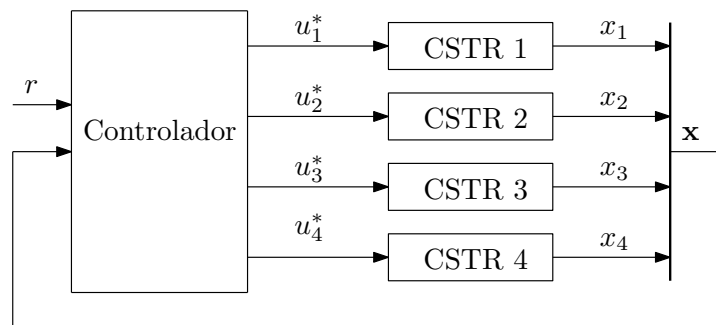 u₁* CSTR 1 x₁
r
u₂* CSTR 2 x₂
Controlador
𝐱
u₃* CSTR 3 x₃
u₄* CSTR 4 x₄